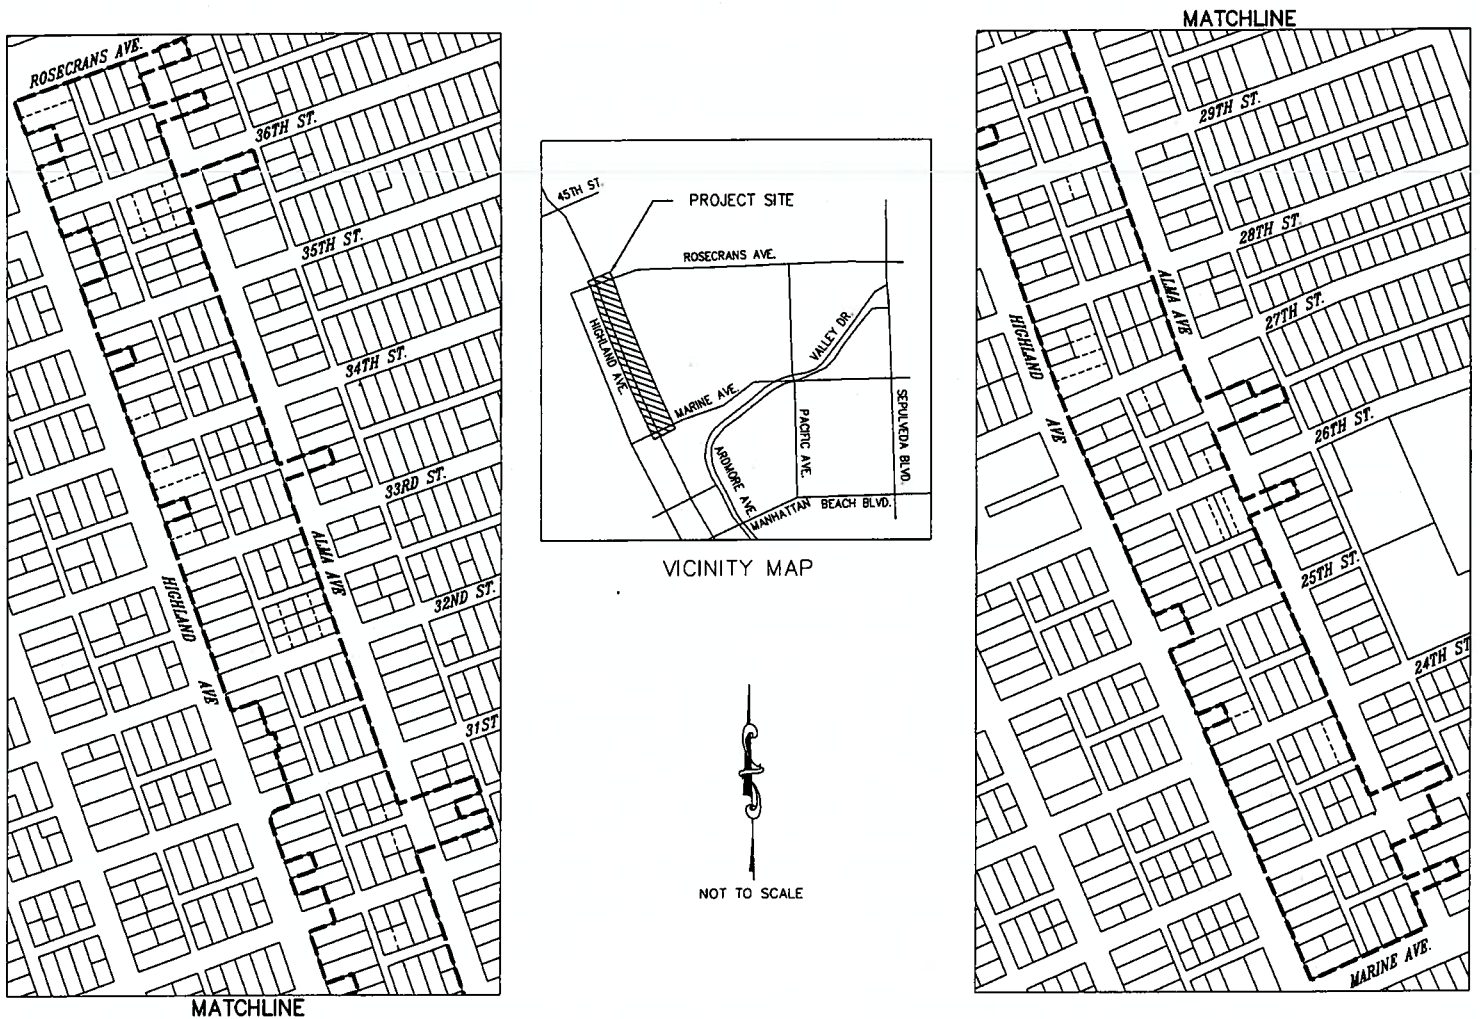 ROSECRANS AVE.
36TH ST.
35TH ST.
34TH ST.
33RD ST.
ALMA AVE
32ND ST.
HIGHLAND
AVE
31ST
MATCHLINE
45TH ST.
PROJECT SITE
ROSECRANS AVE.
HIGHLAND AVE.
VALLEY DR.
MARINE AVE.
PACIFIC AVE.
SEPULVEDA BLVD.
ARDMORE AVE
MANHATTAN BEACH BLVD.
VICINITY MAP
NOT TO SCALE
MATCHLINE
29TH ST.
28TH ST.
ALMA AVE
27TH ST.
HIGHLAND
AVE
26TH ST.
25TH ST.
24TH ST
MARINE AVE.